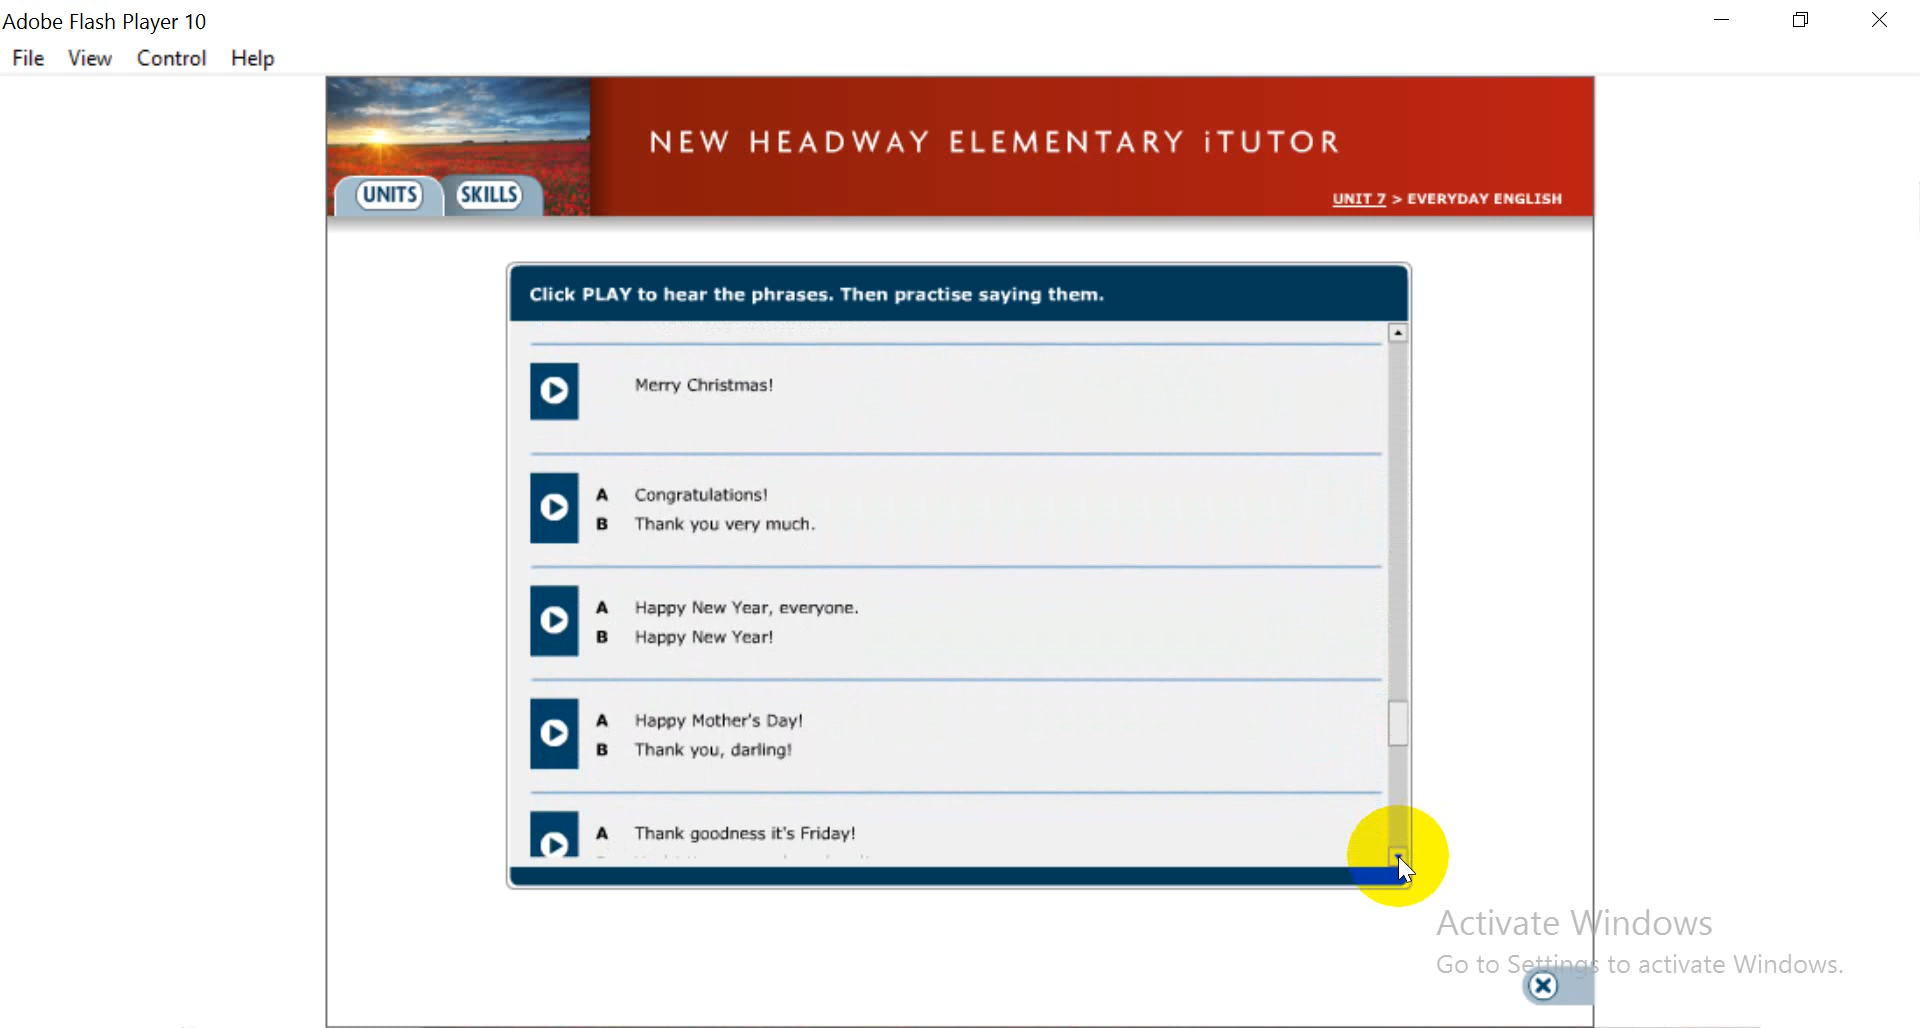 Adobe Flash Player 10
File View Control Help
NEW HEADWAY ELEMENTARY iTUTOR
UNITS SKILLS
UNIT 7 > EVERYDAY ENGLISH
Click PLAY to hear the phrases. Then practise saying them.
Merry Christmas!
A Congratulations!
B Thank you very much.
A Happy New Year, everyone.
B Happy New Year!
A Happy Mother's Day!
B Thank you, darling!
A Thank goodness it's Friday!
Activate Windows
Go to Settings to activate Windows.